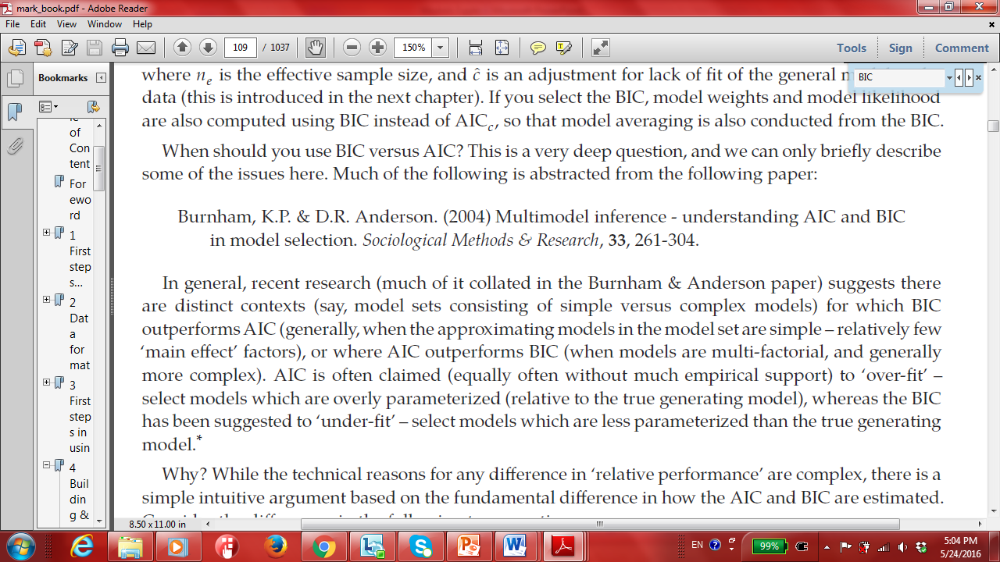 mark_book.pdf - Adobe Reader
File Edit View Window Help
109 / 1037 150% Tools Sign Comment
Bookmarks
of
Con
tent
For
ewo
rd
1
First
step
s...
2
Dat
a
for
mat
3
First
step
s in
usin
4
Buil
din
g &
BIC
where nₑ is the effective sample size, and ĉ is an adjustment for lack of fit of the general
data (this is introduced in the next chapter). If you select the BIC, model weights and model likelihood
are also computed using BIC instead of AIC꜀, so that model averaging is also conducted from the BIC.
When should you use BIC versus AIC? This is a very deep question, and we can only briefly describe
some of the issues here. Much of the following is abstracted from the following paper:
Burnham, K.P. & D.R. Anderson. (2004) Multimodel inference - understanding AIC and BIC
in model selection. Sociological Methods & Research, 33, 261-304.
In general, recent research (much of it collated in the Burnham & Anderson paper) suggests there
are distinct contexts (say, model sets consisting of simple versus complex models) for which BIC
outperforms AIC (generally, when the approximating models in the model set are simple – relatively few
‘main effect’ factors), or where AIC outperforms BIC (when models are multi-factorial, and generally
more complex). AIC is often claimed (equally often without much empirical support) to ‘over-fit’ –
select models which are overly parameterized (relative to the true generating model), whereas the BIC
has been suggested to ‘under-fit’ – select models which are less parameterized than the true generating
model.*
Why? While the technical reasons for any difference in ‘relative performance’ are complex, there is a
simple intuitive argument based on the fundamental difference in how the AIC and BIC are estimated.
8.50 x 11.00 in
EN 99% 5:04 PM
5/24/2016